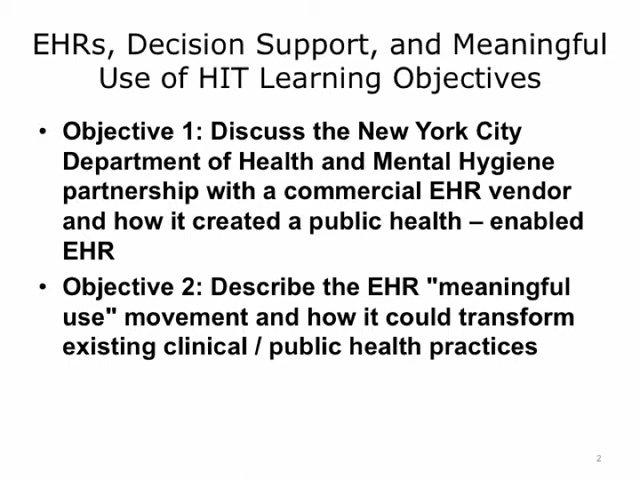 EHRs, Decision Support, and Meaningful
Use of HIT Learning Objectives
• Objective 1: Discuss the New York City
Department of Health and Mental Hygiene
partnership with a commercial EHR vendor
and how it created a public health – enabled
EHR
• Objective 2: Describe the EHR "meaningful
use" movement and how it could transform
existing clinical / public health practices
2